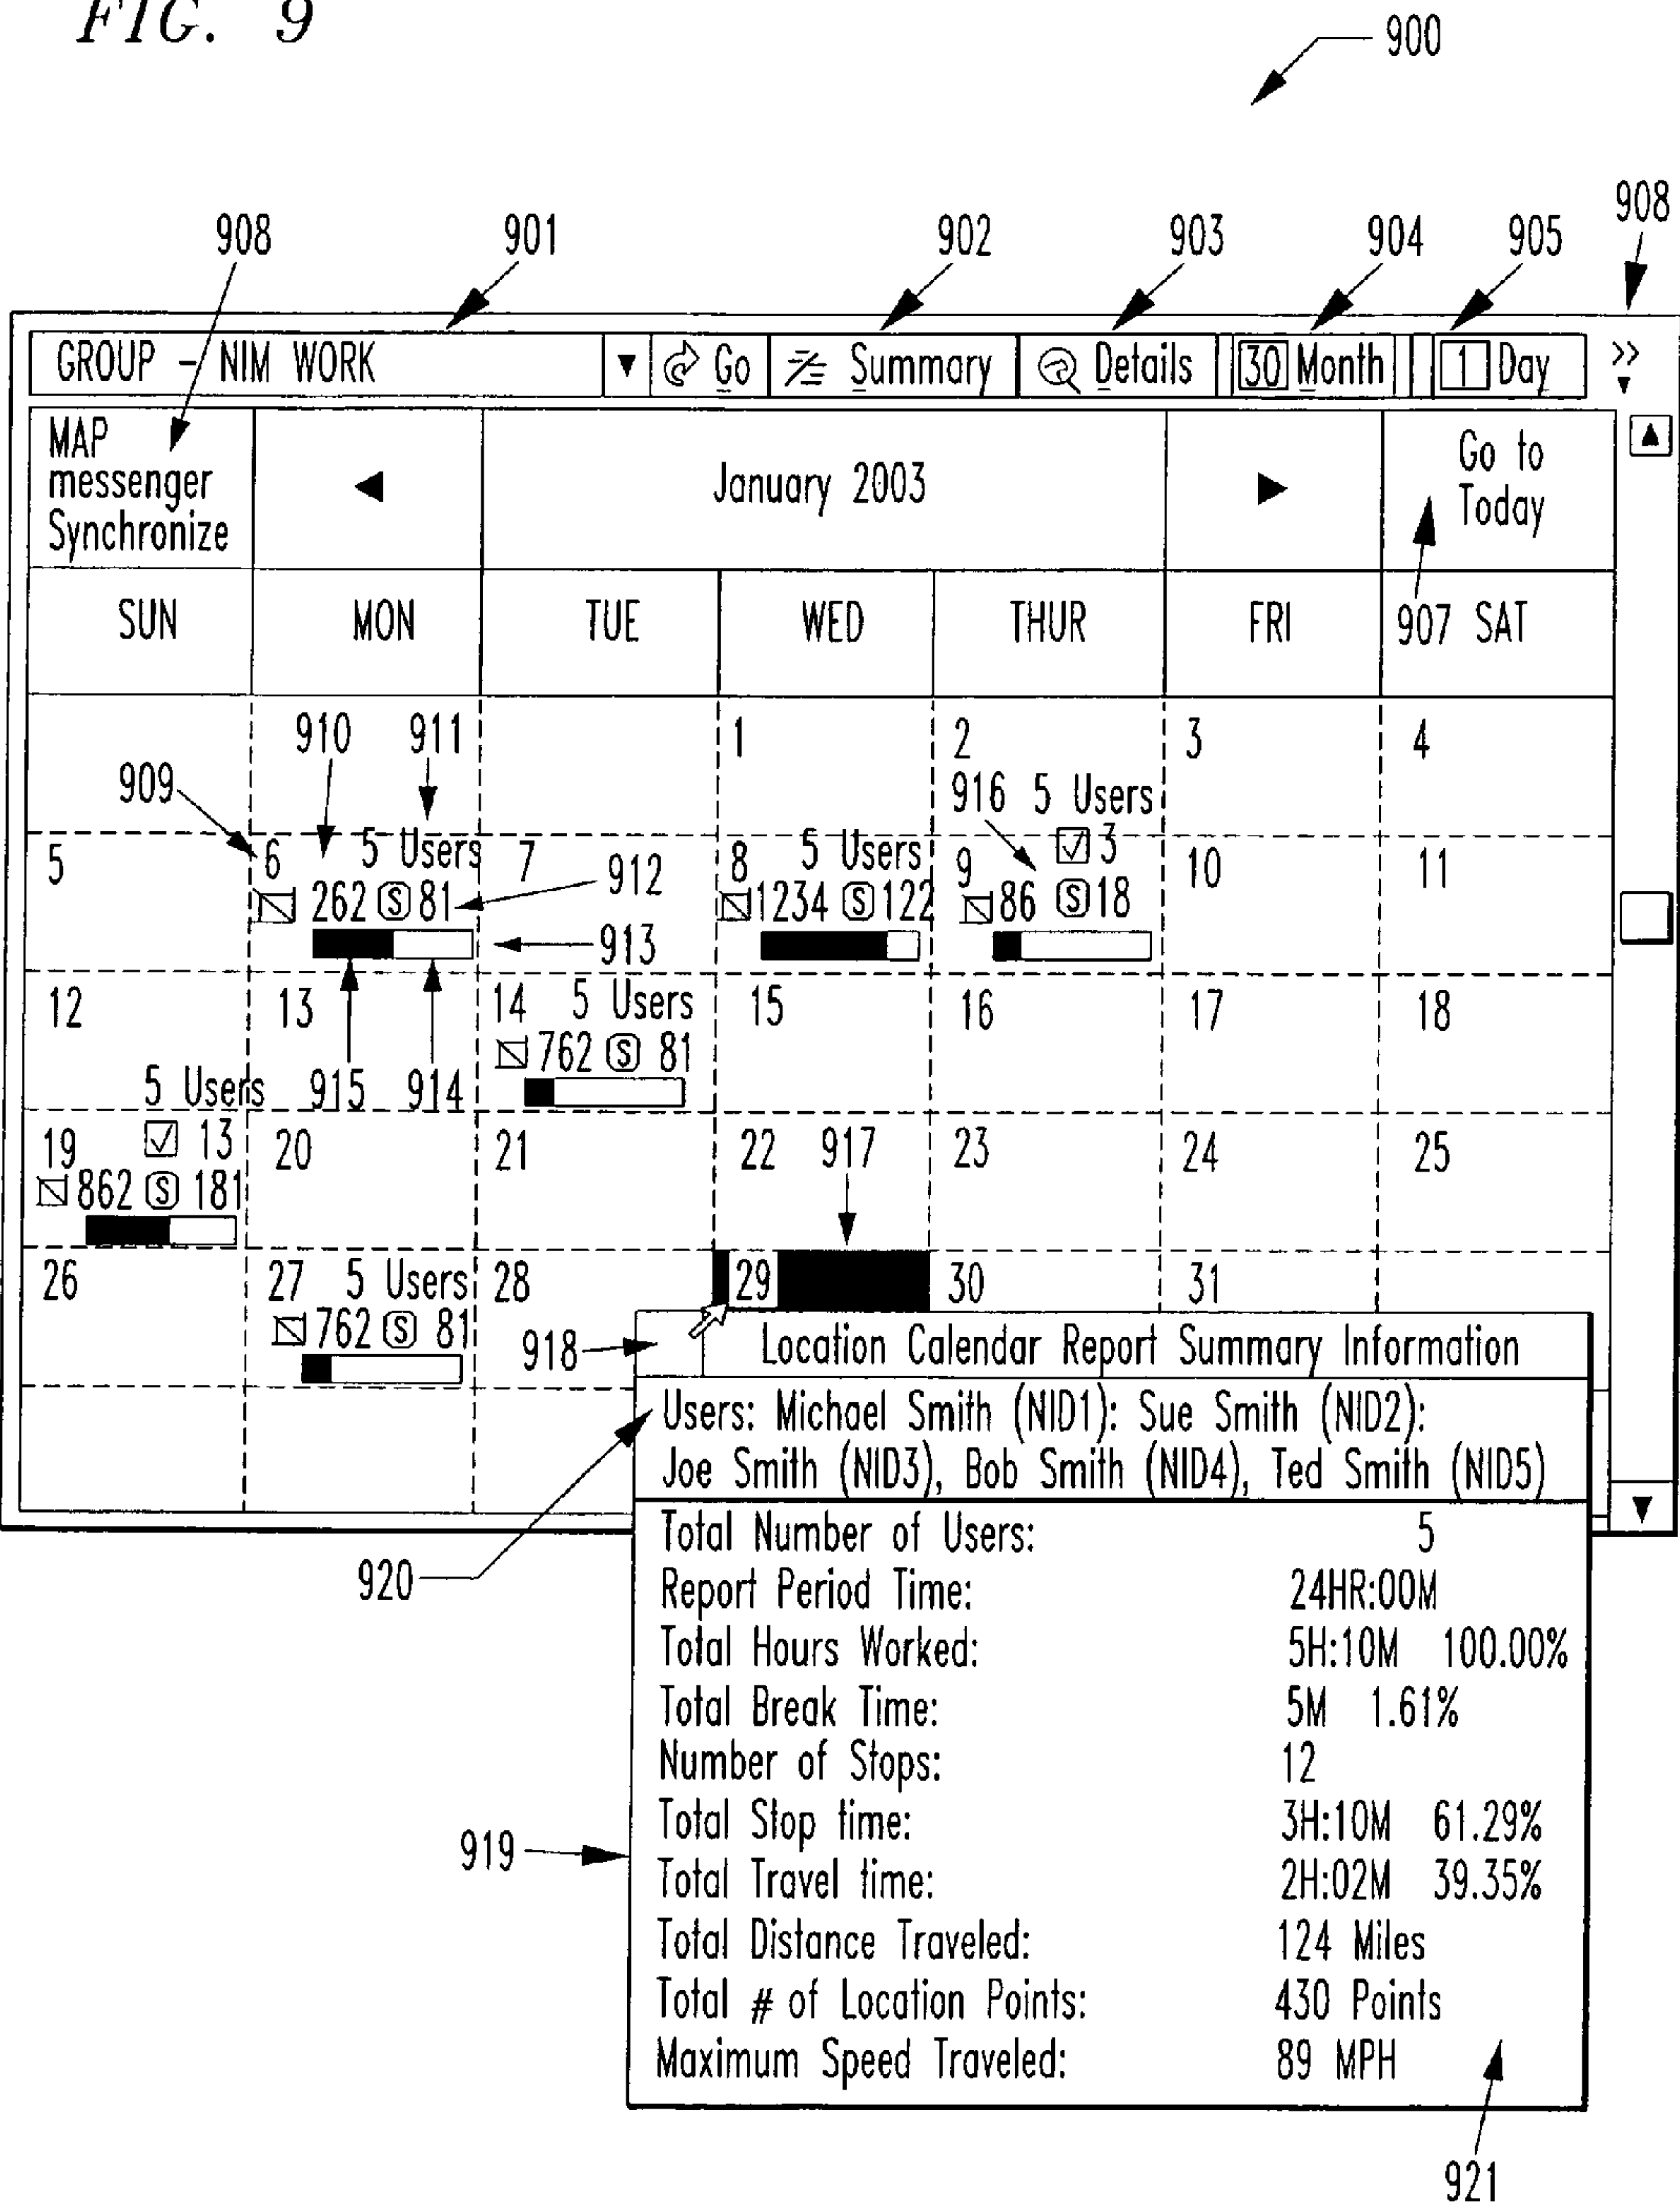 FIG. 9
900
908 901 902 903 904 905 908
GROUP – NIM WORK ▼ Go Summary Details 30 Month 1 Day >>
MAP messenger Synchronize ◀ January 2003 ▶ Go to Today
SUN MON TUE WED THUR FRI 907 SAT
910 911 1 2 3 4
909 916 5 Users
5 6 5 Users 7 8 5 Users 9 ☑ 3 10 11
262 Ⓢ 81 912 1234 Ⓢ 122 86 Ⓢ 18
913
12 13 14 5 Users 15 16 17 18
762 Ⓢ 81
5 Users 915 914
19 ☑ 13 20 21 22 917 23 24 25
862 Ⓢ 181
26 27 5 Users 28 29 30 31
762 Ⓢ 81
918 Location Calendar Report Summary Information
Users: Michael Smith (NID1): Sue Smith (NID2):
Joe Smith (NID3), Bob Smith (NID4), Ted Smith (NID5)
Total Number of Users: 5
920
Report Period Time: 24HR:00M
Total Hours Worked: 5H:10M 100.00%
Total Break Time: 5M 1.61%
Number of Stops: 12
Total Stop time: 3H:10M 61.29%
919
Total Travel time: 2H:02M 39.35%
Total Distance Traveled: 124 Miles
Total # of Location Points: 430 Points
Maximum Speed Traveled: 89 MPH
921